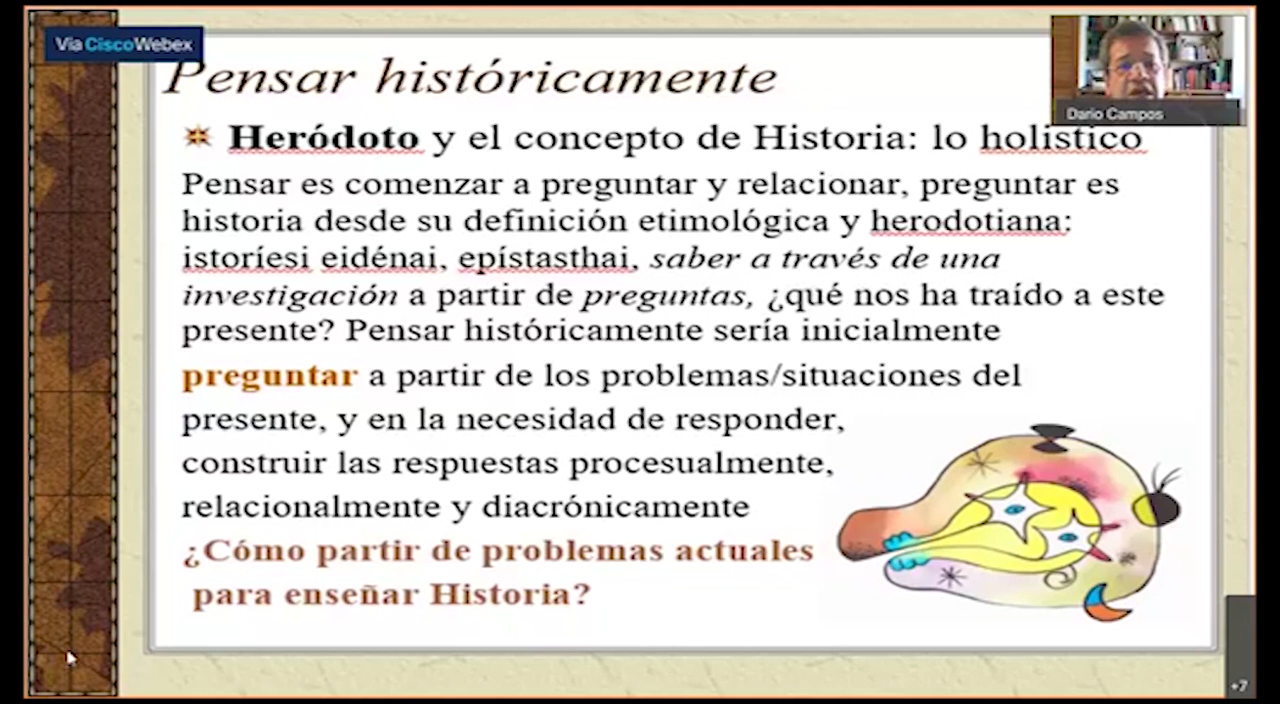 Vía CiscoWebex
Pensar históricamente
Dario Campos
Heródoto y el concepto de Historia: lo holístico
Pensar es comenzar a preguntar y relacionar, preguntar es
historia desde su definición etimológica y herodotiana:
istoríesi eidénai, epístasthai, saber a través de una
investigación a partir de preguntas, ¿qué nos ha traído a este
presente? Pensar históricamente sería inicialmente
preguntar a partir de los problemas/situaciones del
presente, y en la necesidad de responder,
construir las respuestas procesualmente,
relacionalmente y diacrónicamente
¿Cómo partir de problemas actuales
para enseñar Historia?
+7